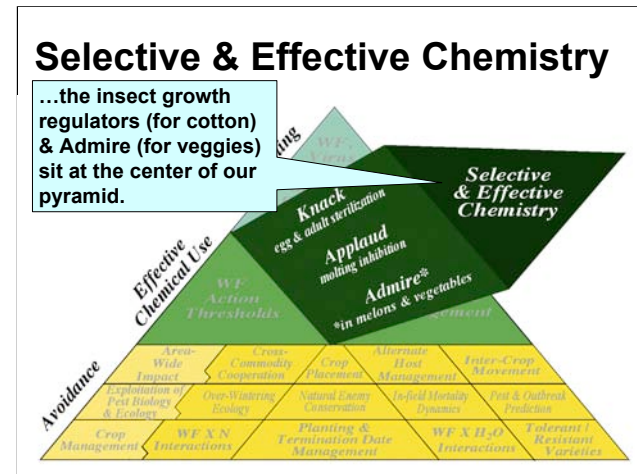 Selective & Effective Chemistry
…the insect growth
regulators (for cotton)
& Admire (for veggies)
sit at the center of our
pyramid.
WF,
Virus
Selective
& Effective
Chemistry
Knack
egg & adult sterilization
Applaud
molting inhibition
Admire*
*in melons & vegetables
Effective
Chemical Use
WF
Action
Thresholds
Avoidance
Area-
Wide
Impact
Cross-
Commodity
Cooperation
Crop
Placement
Alternate
Host
Management
Inter-Crop
Movement
Exploitation of
Pest Biology
& Ecology
Over-Wintering
Ecology
Natural Enemy
Conservation
In-field Mortality
Dynamics
Pest & Outbreak
Prediction
Crop
Management
WF X N
Interactions
Planting &
Termination Date
Management
WF X H₂O
Interactions
Tolerant /
Resistant
Varieties